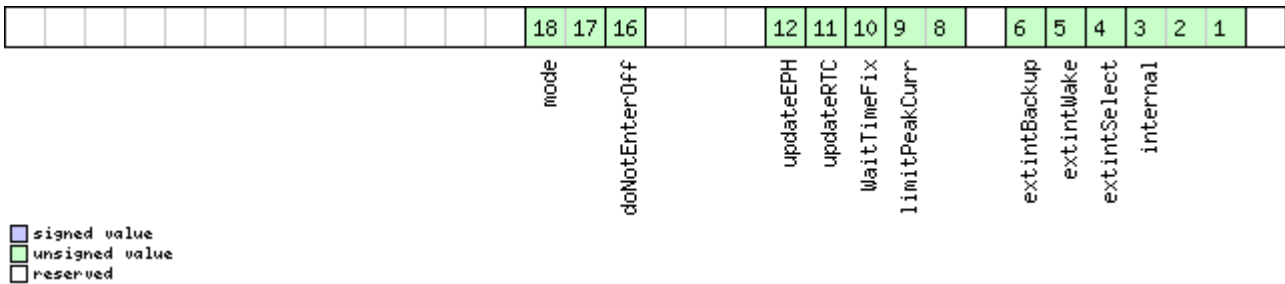 18 17 16 12 11 10 9 8 6 5 4 3 2 1
mode
doNotEnterOff
updateEPH
updateRTC
WaitTimeFix
limitPeakCurr
extintBackup
extintWake
extintSelect
internal
signed value
unsigned value
reserved